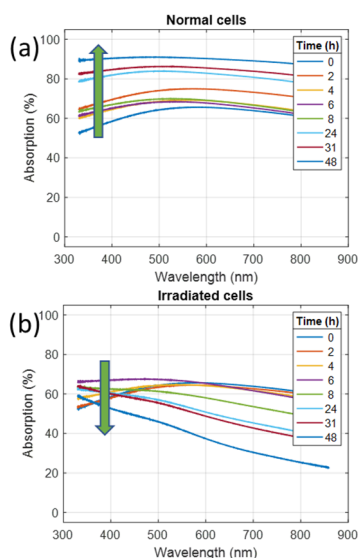 Normal cells
(a)
Absorption (%)
100
80
60
40
20
0
300 400 500 600 700 800 900
Wavelength (nm)
Time (h)
0
2
4
6
8
24
31
48
Irradiated cells
(b)
Absorption (%)
100
80
60
40
20
0
300 400 500 600 700 800 900
Wavelength (nm)
Time (h)
0
2
4
6
8
24
31
48